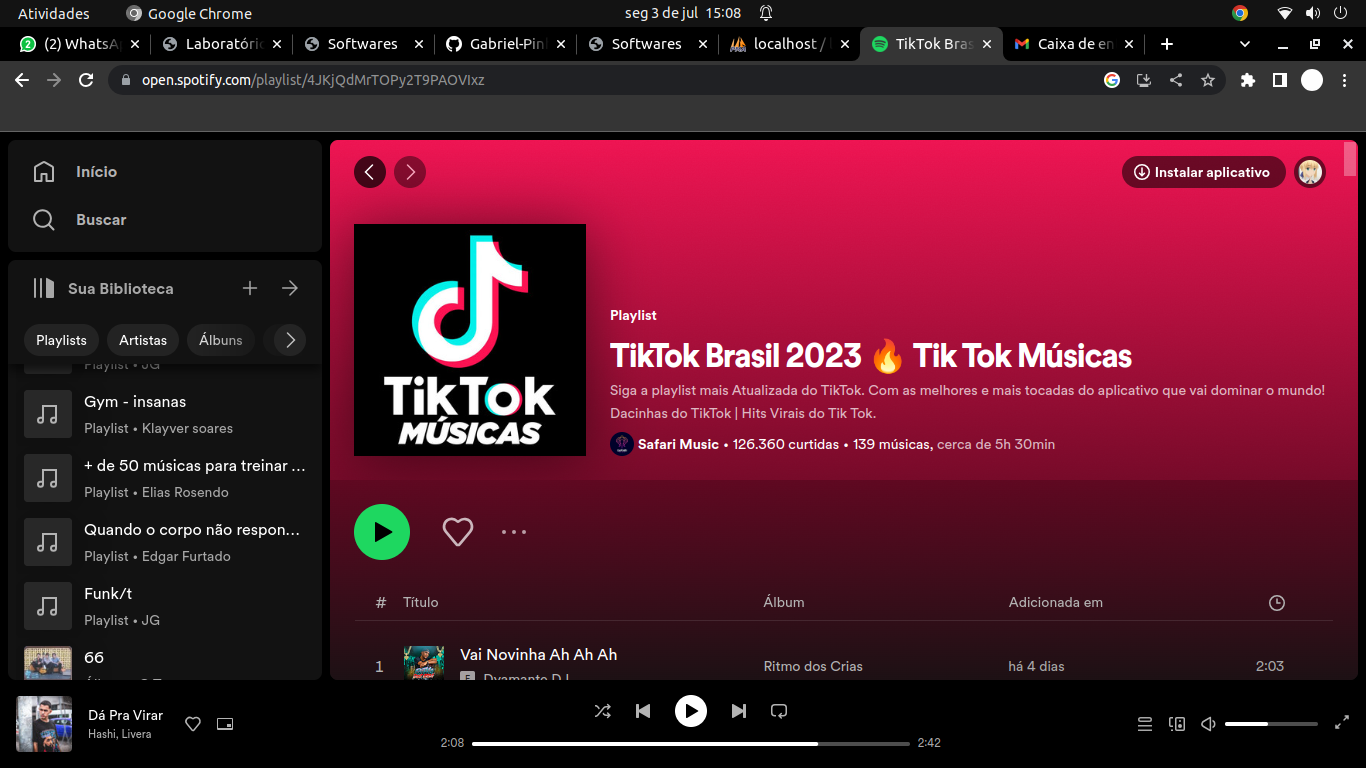 Atividades
Google Chrome
seg 3 de jul 15:08
(2) WhatsA
Laboratóri
Softwares
Gabriel-Pin
Softwares
localhost / l
TikTok Bras
Caixa de en
open.spotify.com/playlist/4JKjQdMrTOPy2T9PAOVIxz
Início
Buscar
Sua Biblioteca
Playlists
Artistas
Álbuns
Playlist • JG
Gym - insanas
Playlist • Klayver soares
+ de 50 músicas para treinar ...
Playlist • Elias Rosendo
Quando o corpo não respon...
Playlist • Edgar Furtado
Funk/t
Playlist • JG
66
Instalar aplicativo
TikTok
MÚSICAS
Playlist
TikTok Brasil 2023 🔥 Tik Tok Músicas
Siga a playlist mais Atualizada do TikTok. Com as melhores e mais tocadas do aplicativo que vai dominar o mundo!
Dacinhas do TikTok | Hits Virais do Tik Tok.
Safari Music • 126.360 curtidas • 139 músicas, cerca de 5h 30min
# Título Álbum Adicionada em
1 Vai Novinha Ah Ah Ah Ritmo dos Crias há 4 dias 2:03
E Dyamante DJ
Dá Pra Virar
Hashi, Livera
2:08
2:42